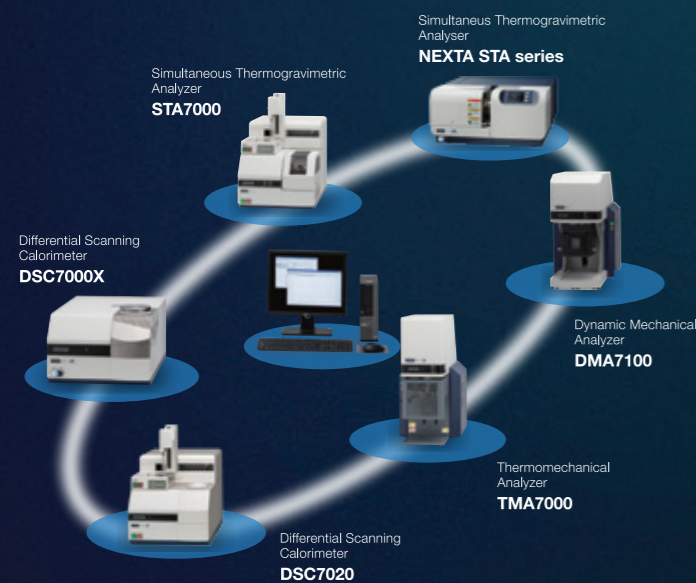 Simultaneus Thermogravimetric
Analyser
NEXTA STA series
Simultaneous Thermogravimetric
Analyzer
STA7000
Differential Scanning
Calorimeter
DSC7000X
Dynamic Mechanical
Analyzer
DMA7100
Thermomechanical
Analyzer
TMA7000
Differential Scanning
Calorimeter
DSC7020